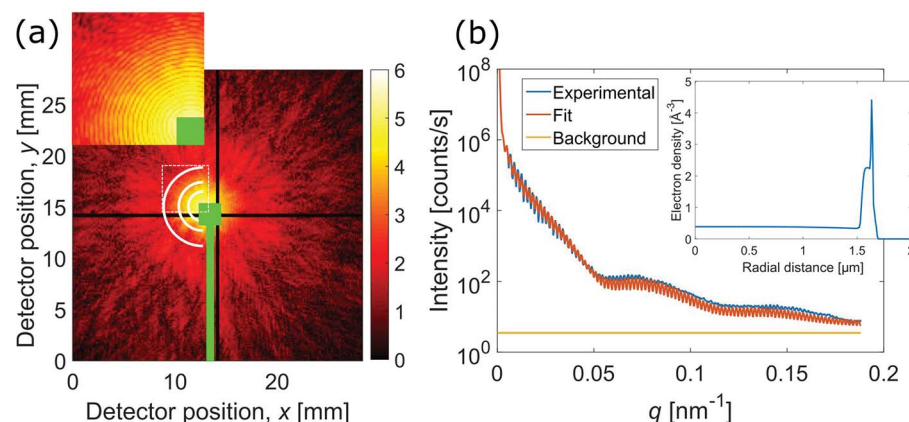 (a)
Detector position, y [mm]
25
20
15
10
5
0
0 10 20
Detector position, x [mm]
6
5
4
3
2
1
0
(b)
Intensity [counts/s]
10^8
10^6
10^4
10^2
10^0
Experimental
Fit
Background
Electron density [Å^-3]
5
4
3
2
1
0
0 0.5 1 1.5
Radial distance [μm]
0 0.05 0.1 0.15 0.2
q [nm^-1]